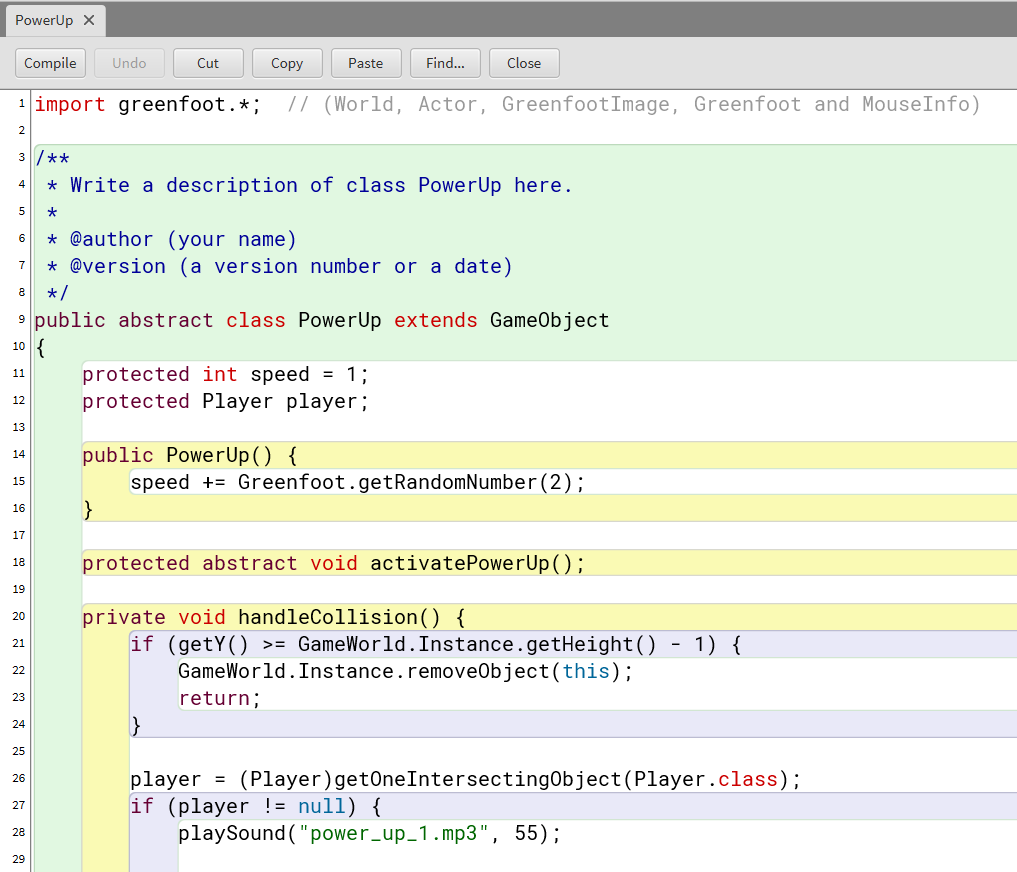 PowerUp ✕
Compile Undo Cut Copy Paste Find... Close
1 import greenfoot.*;  // (World, Actor, GreenfootImage, Greenfoot and MouseInfo)
2
3 /**
4  * Write a description of class PowerUp here.
5  *
6  * @author (your name)
7  * @version (a version number or a date)
8  */
9 public abstract class PowerUp extends GameObject
10 {
11     protected int speed = 1;
12     protected Player player;
13
14     public PowerUp() {
15         speed += Greenfoot.getRandomNumber(2);
16     }
17
18     protected abstract void activatePowerUp();
19
20     private void handleCollision() {
21         if (getY() >= GameWorld.Instance.getHeight() - 1) {
22             GameWorld.Instance.removeObject(this);
23             return;
24         }
25
26         player = (Player)getOneIntersectingObject(Player.class);
27         if (player != null) {
28             playSound("power_up_1.mp3", 55);
29